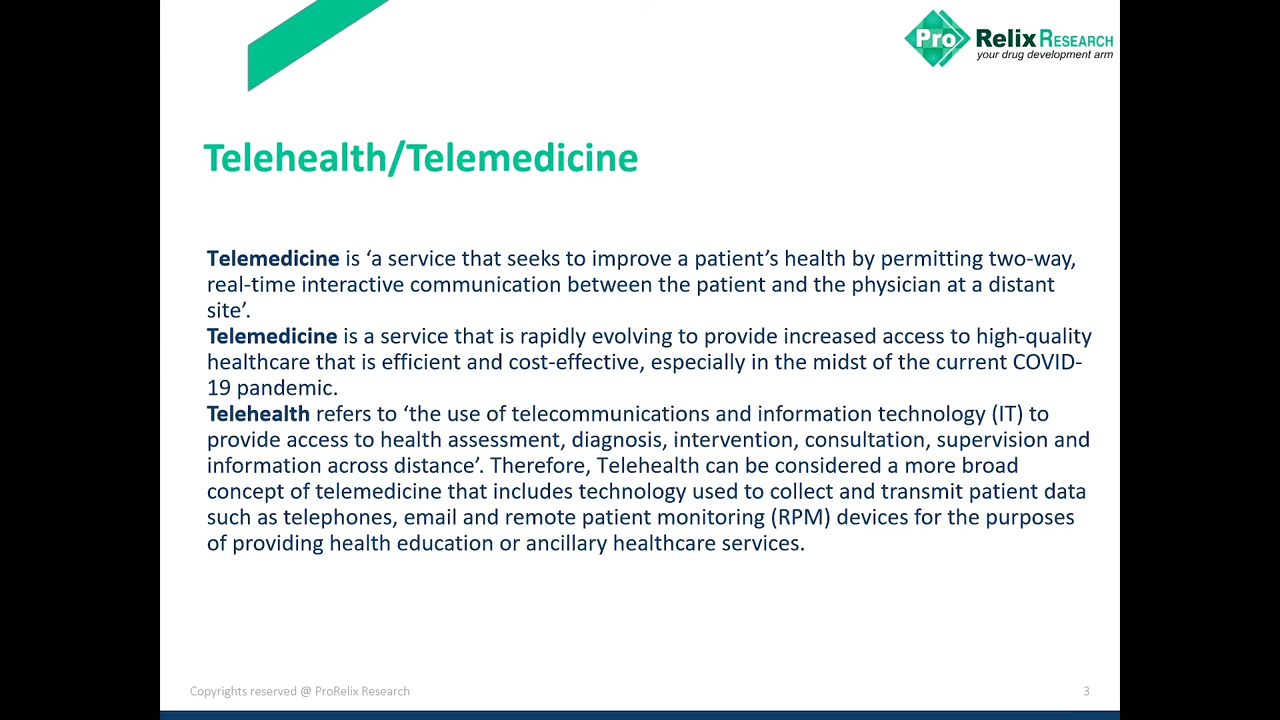 Pro Relix RESEARCH
your drug development arm
Telehealth/Telemedicine
Telemedicine is ‘a service that seeks to improve a patient’s health by permitting two-way,
real-time interactive communication between the patient and the physician at a distant
site’.
Telemedicine is a service that is rapidly evolving to provide increased access to high-quality
healthcare that is efficient and cost-effective, especially in the midst of the current COVID-
19 pandemic.
Telehealth refers to ‘the use of telecommunications and information technology (IT) to
provide access to health assessment, diagnosis, intervention, consultation, supervision and
information across distance’. Therefore, Telehealth can be considered a more broad
concept of telemedicine that includes technology used to collect and transmit patient data
such as telephones, email and remote patient monitoring (RPM) devices for the purposes
of providing health education or ancillary healthcare services.
Copyrights reserved @ ProRelix Research
3